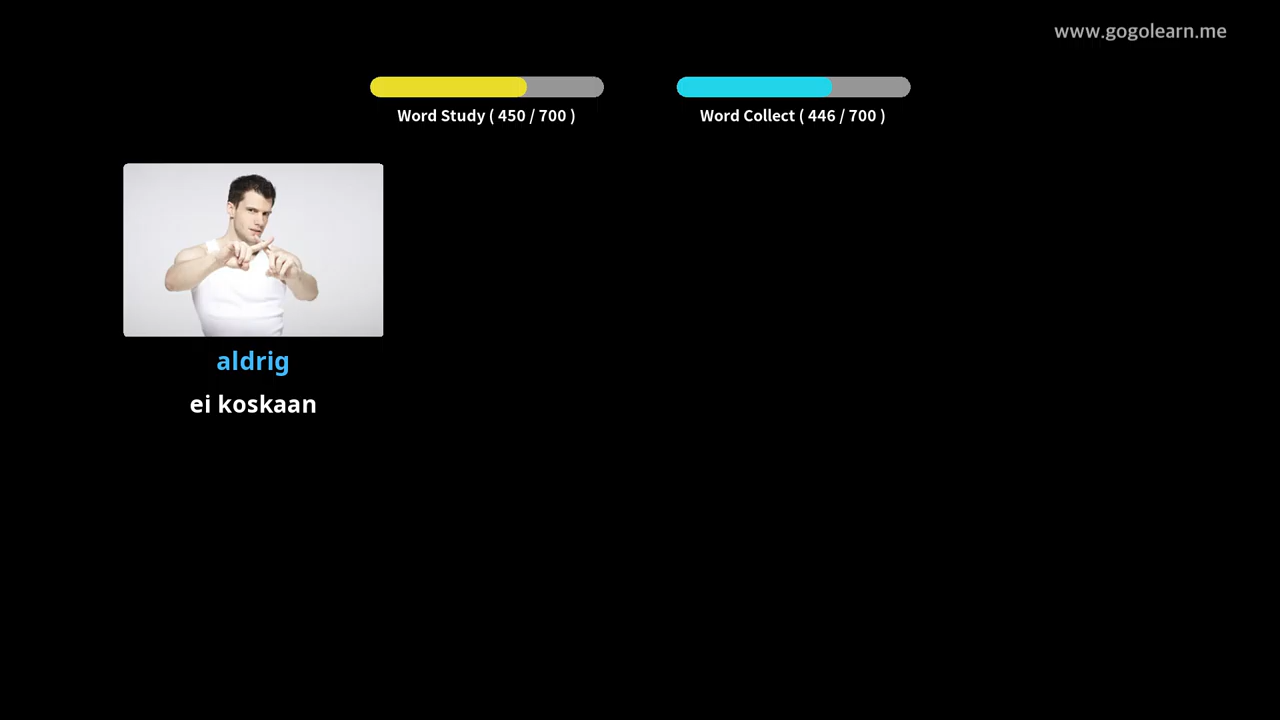 www.gogolearn.me
Word Study ( 450 / 700 )
Word Collect ( 446 / 700 )
aldrig
ei koskaan